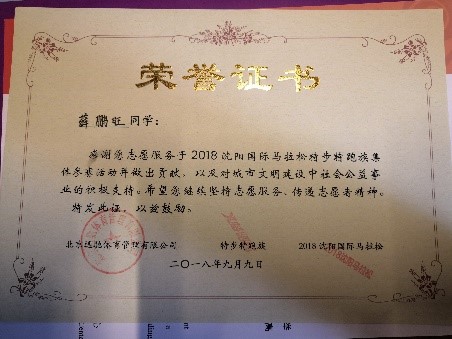 荣誉证书
薛鹏旺同学：
感谢您志愿服务于2018沈阳国际马拉松特步特跑族集
体参赛活动并做出贡献，以及对城市文明建设中社会公益事
业的积极支持。希望您继续坚持志愿服务、传递志愿者精神。
特发此证，以兹鼓励。
体育管理有限公司 特步特跑族 2018沈阳国际马拉松
二〇一八年九月九日